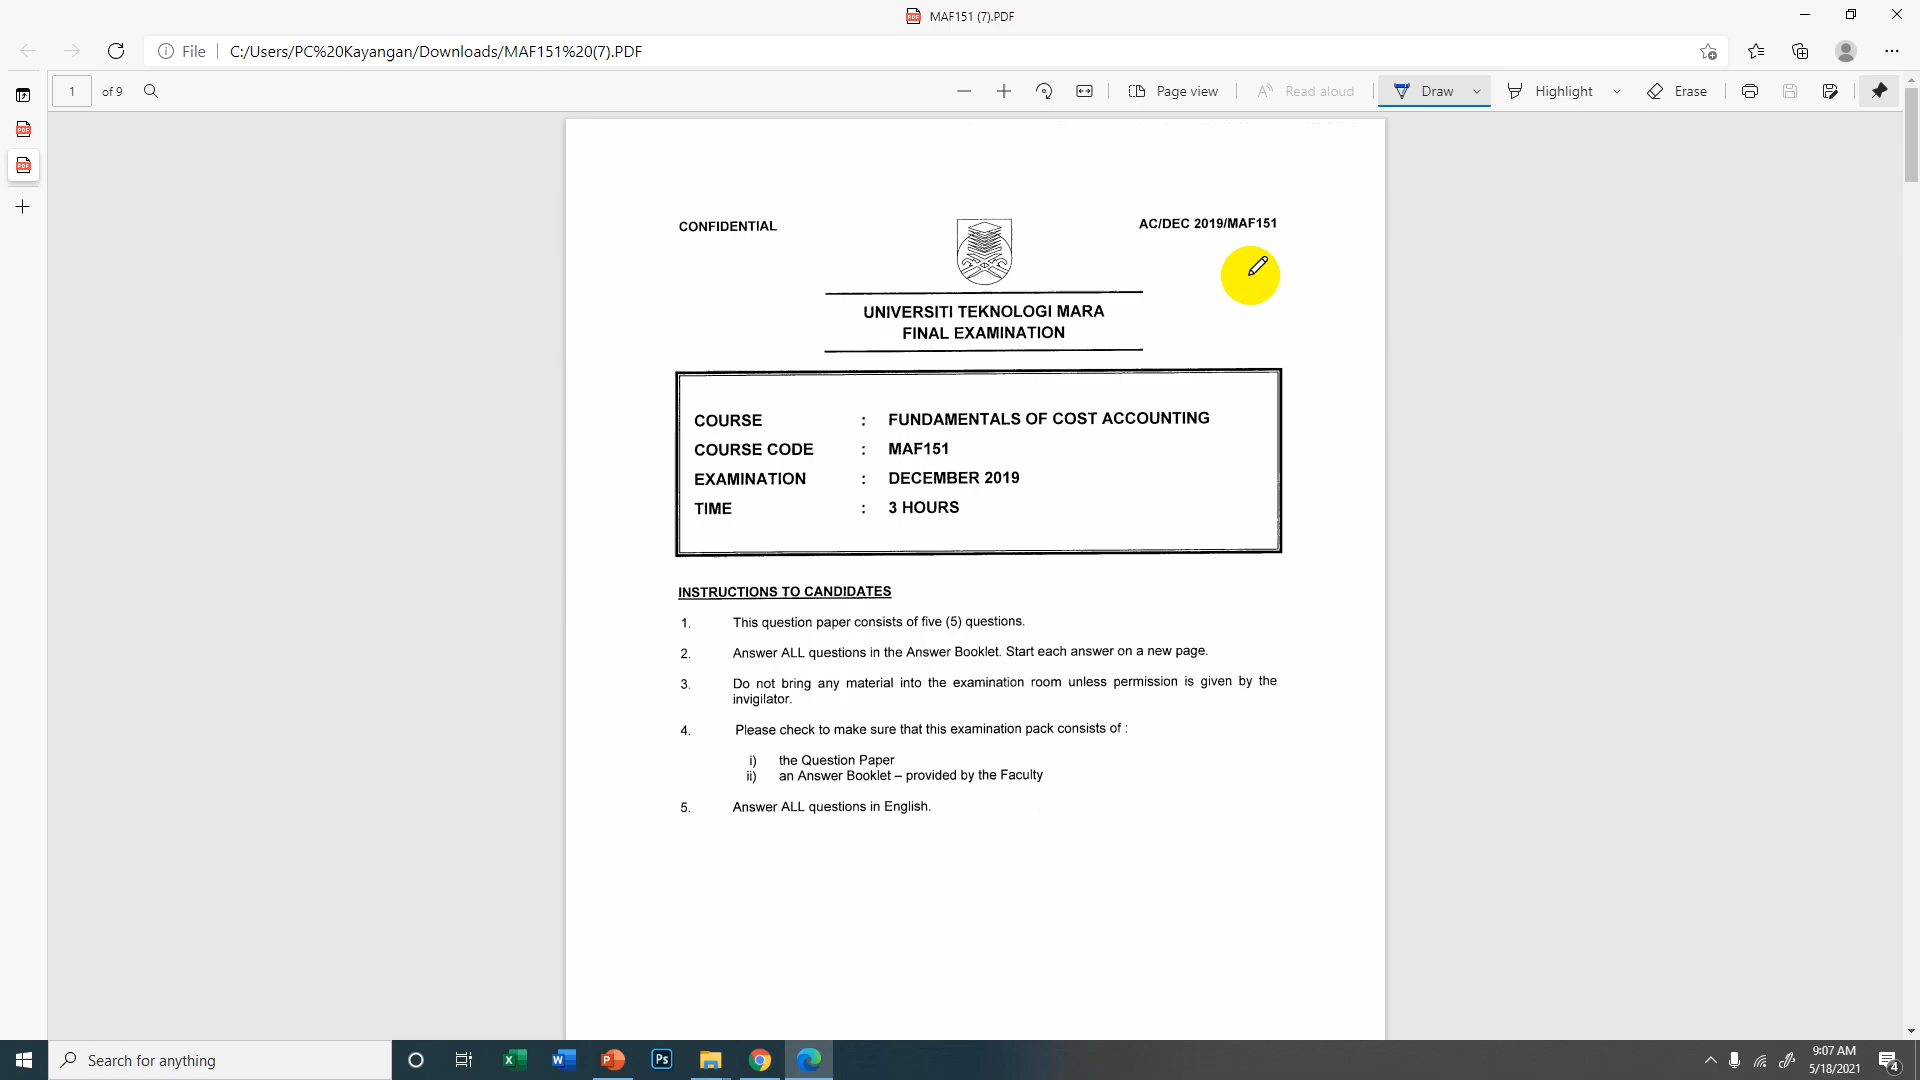 MAF151 (7).PDF
File
C:/Users/PC%20Kayangan/Downloads/MAF151%20(7).PDF
1 of 9
Page view
Read aloud
Draw
Highlight
Erase
CONFIDENTIAL
AC/DEC 2019/MAF151
UNIVERSITI TEKNOLOGI MARA
FINAL EXAMINATION
COURSE : FUNDAMENTALS OF COST ACCOUNTING
COURSE CODE : MAF151
EXAMINATION : DECEMBER 2019
TIME : 3 HOURS
INSTRUCTIONS TO CANDIDATES
1. This question paper consists of five (5) questions.
2. Answer ALL questions in the Answer Booklet. Start each answer on a new page.
3. Do not bring any material into the examination room unless permission is given by the
invigilator.
4. Please check to make sure that this examination pack consists of :
i) the Question Paper
ii) an Answer Booklet – provided by the Faculty
5. Answer ALL questions in English.
Search for anything
Ps
9:07 AM
5/18/2021
4